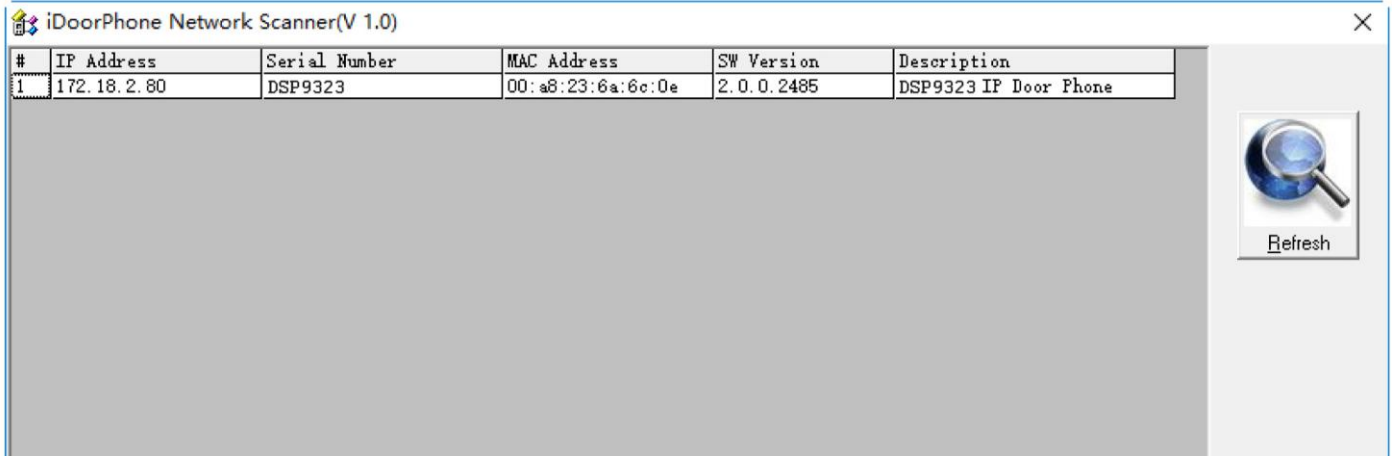 iDoorPhone Network Scanner(V 1.0)
# IP Address Serial Number MAC Address SW Version Description
1 172.18.2.80 DSP9323 00:a8:23:6a:6c:0e 2.0.0.2485 DSP9323 IP Door Phone
Refresh